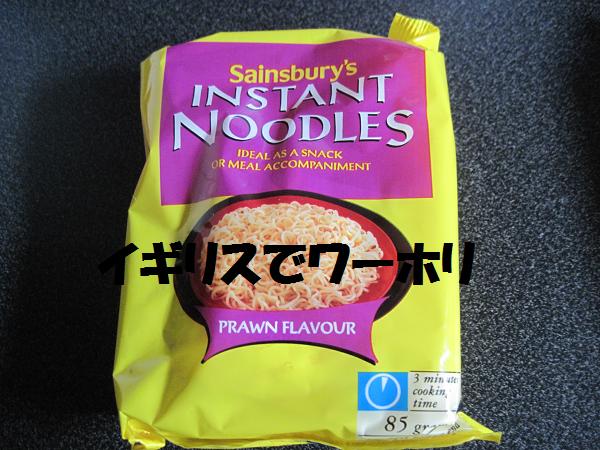 Sainsbury's
INSTANT
NOODLES
IDEAL AS A SNACK
OR MEAL ACCOMPANIMENT
イギリスでワーホリ
PRAWN FLAVOUR
3 minutes
cooking
time
85